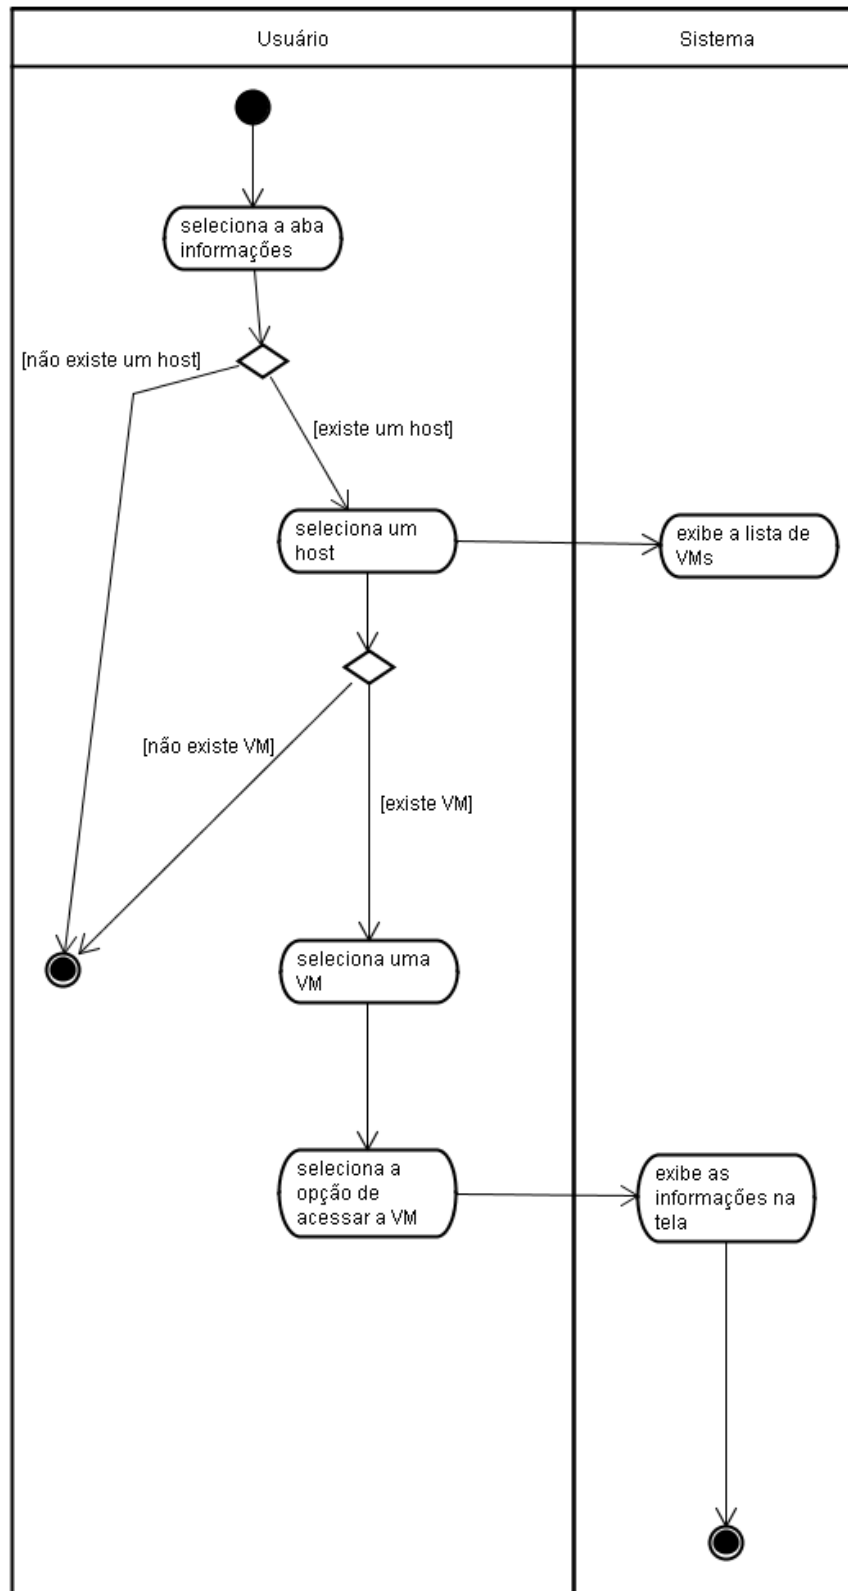 Usuário
Sistema
seleciona a aba
informações
[não existe um host]
[existe um host]
seleciona um
host
exibe a lista de
VMs
[não existe VM]
[existe VM]
seleciona uma
VM
seleciona a
opção de
acessar a VM
exibe as
informações na
tela